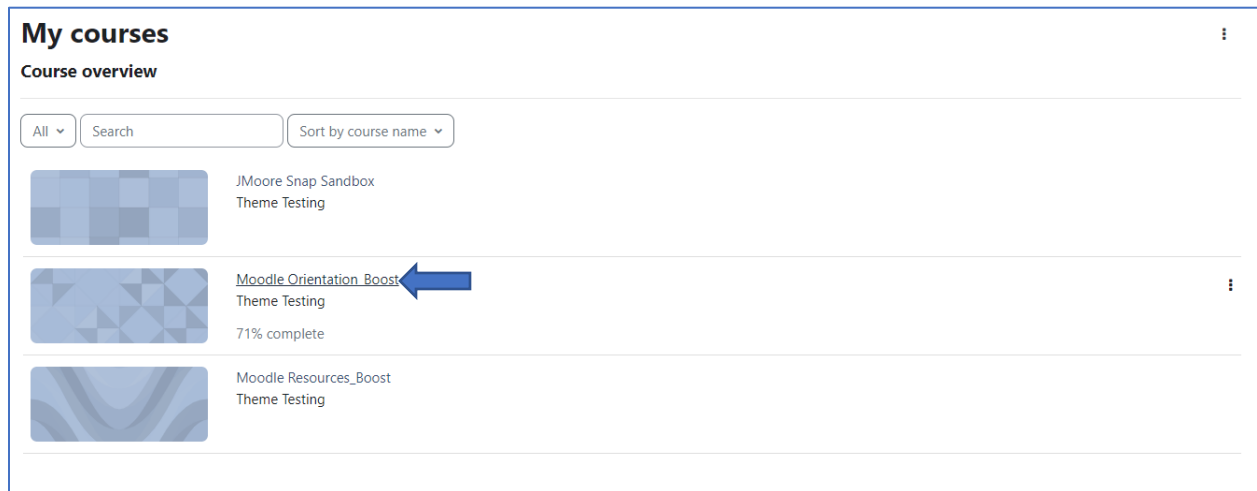 My courses
Course overview
All
Search
Sort by course name
JMoore Snap Sandbox
Theme Testing
Moodle Orientation_Boost
Theme Testing
71% complete
Moodle Resources_Boost
Theme Testing